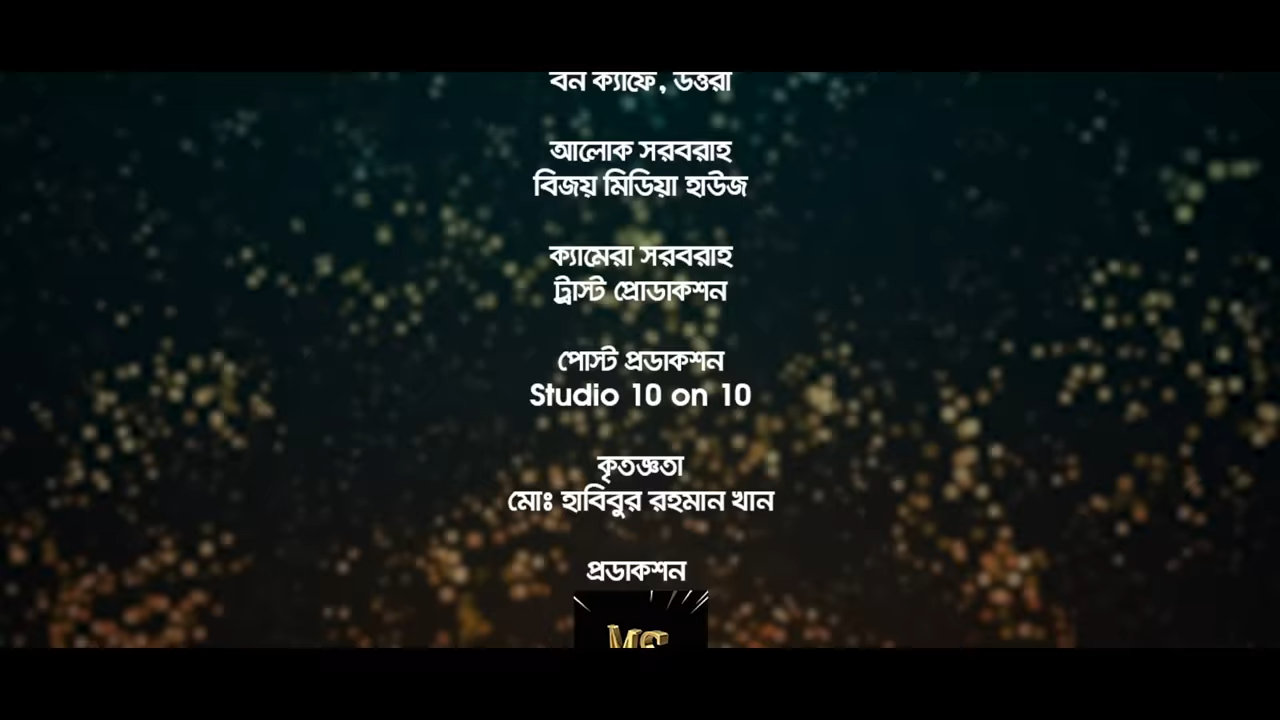 বন ক্যাফে, উত্তরা
আলোক সরবরাহ
বিজয় মিডিয়া হাউজ
ক্যামেরা সরবরাহ
ট্রাস্ট প্রোডাকশন
পোস্ট প্রডাকশন
Studio 10 on 10
কৃতজ্ঞতা
মোঃ হাবিবুর রহমান খান
প্রডাকশন